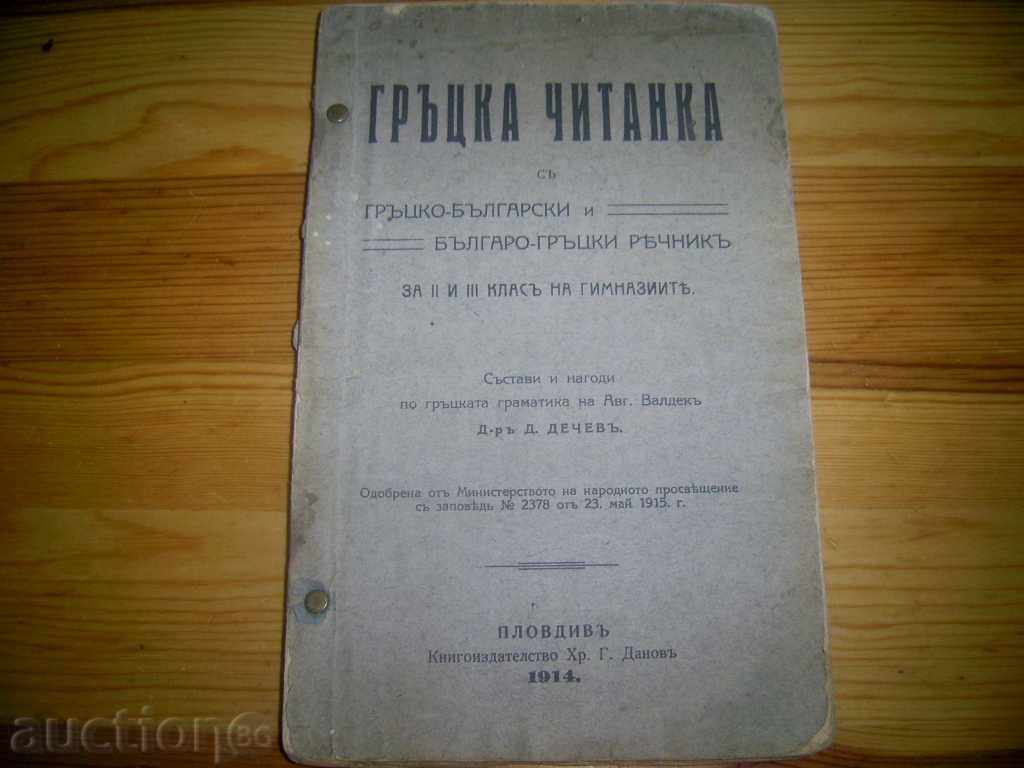 ГРЪЦКА ЧИТАНКА
СЪ
ГРЪЦКО-БЪЛГАРСКИ и
БЪЛГАРО-ГРЪЦКИ РѢЧНИКЪ
ЗА II И III КЛАСЪ НА ГИМНАЗИИТѢ.
Състави и нагоди
по гръцката граматика на Авг. Валдекъ
Д-ръ Д. ДЕЧЕВЪ.
Одобрена отъ Министерството на народното просвѣщение
съ заповѣдь № 2378 отъ 23. май 1915. г.
ПЛОВДИВЪ
Книгоиздателство Хр. Г. Дановъ
1914.
auction BG